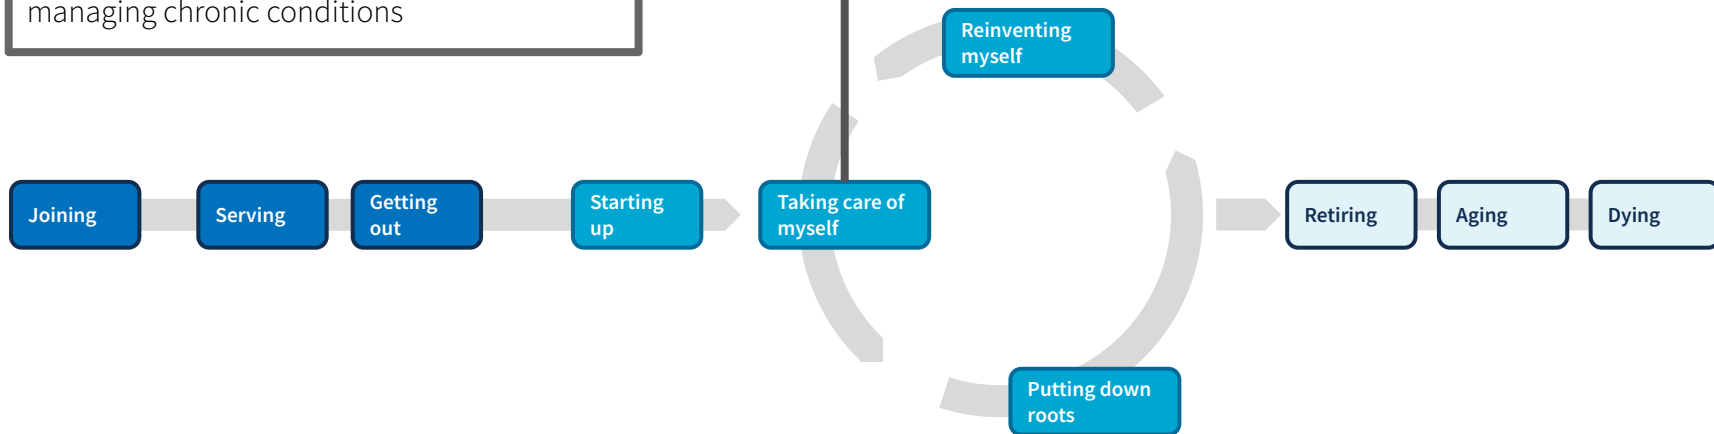 managing chronic conditions
Reinventing
myself
Joining
Serving
Getting
out
Starting
up
Taking care of
myself
Retiring
Aging
Dying
Putting down
roots